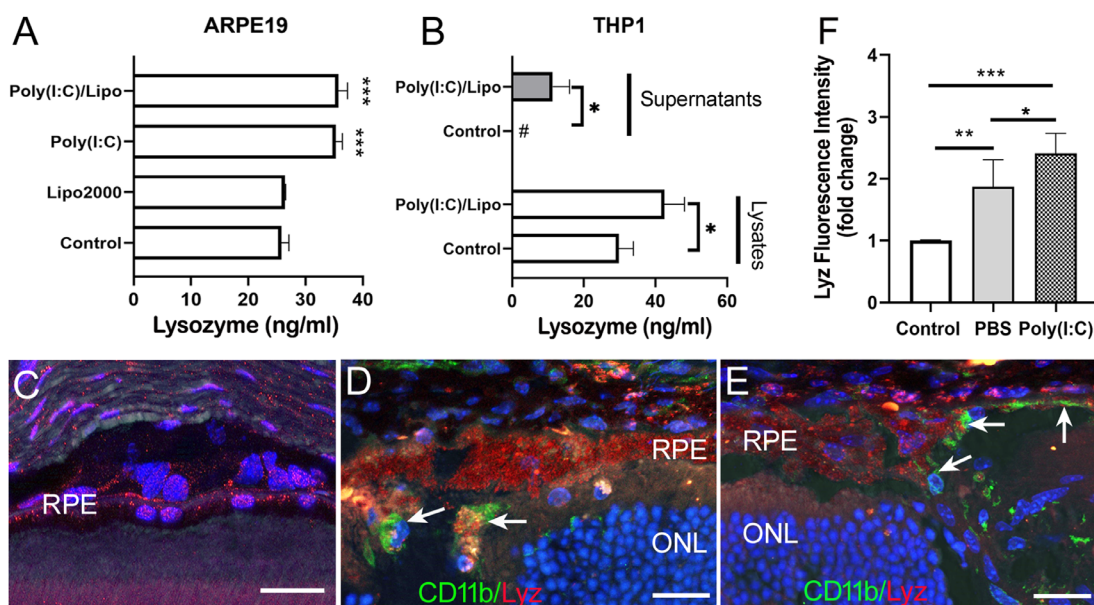 A
ARPE19
Poly(I:C)/Lipo
***
Poly(I:C)
***
Lipo2000
Control
0 10 20 30 40
Lysozyme (ng/ml)
B
THP1
Poly(I:C)/Lipo
*
Supernatants
Control
#
Poly(I:C)/Lipo
*
Lysates
Control
0 20 40 60
Lysozyme (ng/ml)
F
Lyz Fluorescence Intensity
(fold change)
4
3
2
1
0
***
**
*
Control PBS Poly(I:C)
C
RPE
D
RPE
ONL
CD11b/Lyz
E
RPE
ONL
CD11b/Lyz